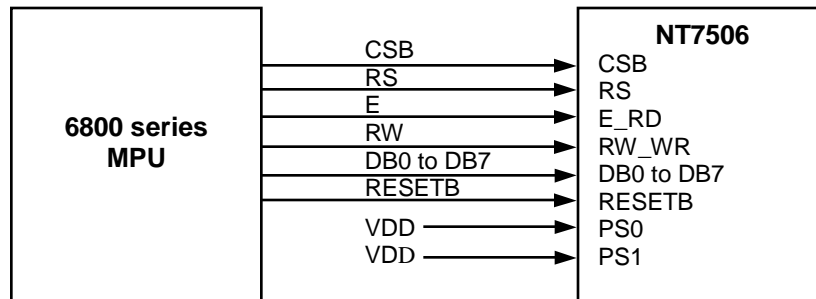 6800 series
MPU
CSB
RS
E
RW
DB0 to DB7
RESETB
VDD
VDD
NT7506
CSB
RS
E_RD
RW_WR
DB0 to DB7
RESETB
PS0
PS1